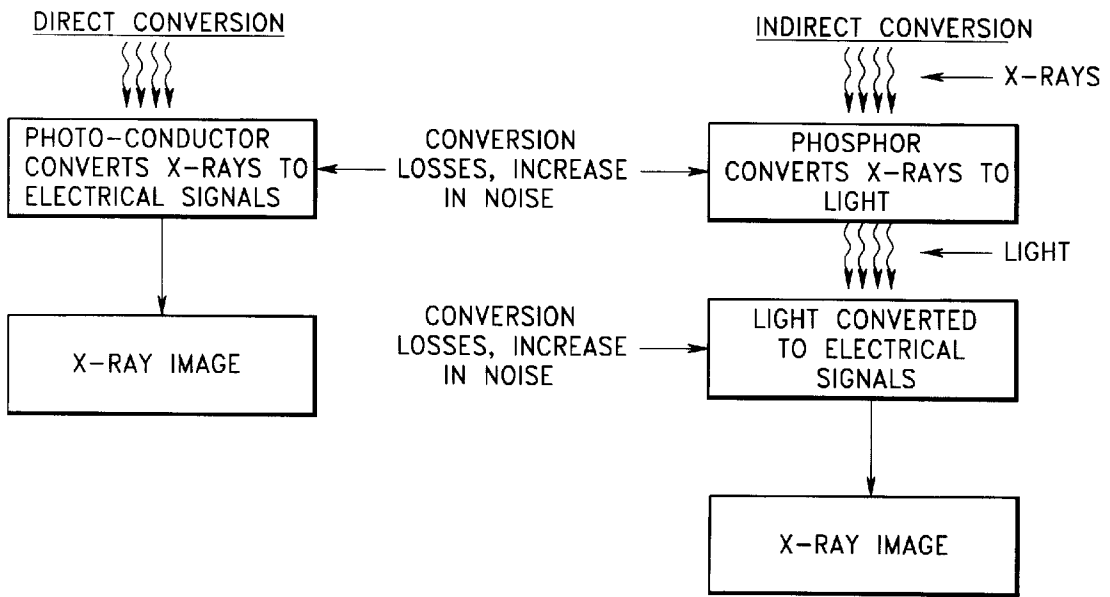 DIRECT CONVERSION
PHOTO-CONDUCTOR
CONVERTS X-RAYS TO
ELECTRICAL SIGNALS
X-RAY IMAGE
CONVERSION
LOSSES, INCREASE
IN NOISE
CONVERSION
LOSSES, INCREASE
IN NOISE
INDIRECT CONVERSION
X-RAYS
PHOSPHOR
CONVERTS X-RAYS TO
LIGHT
LIGHT
LIGHT CONVERTED
TO ELECTRICAL
SIGNALS
X-RAY IMAGE